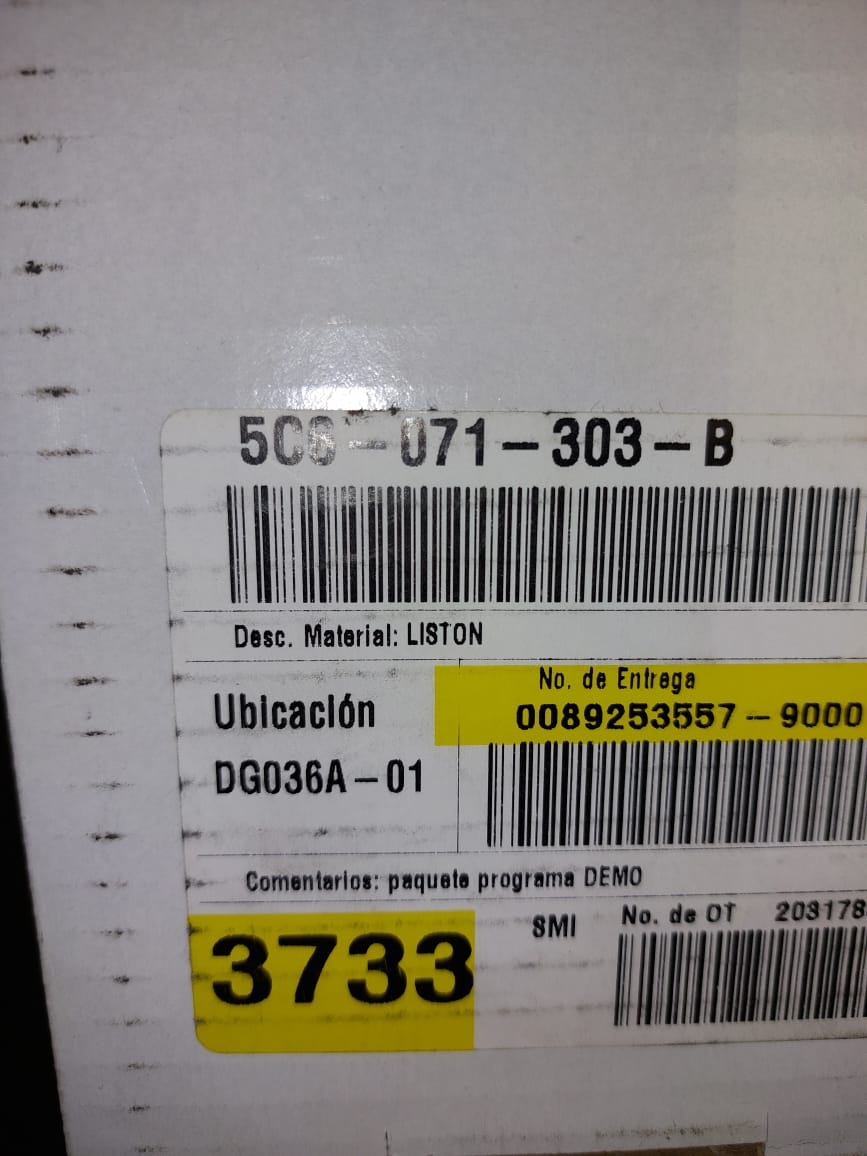 5C6-071-303-B
Desc. Material: LISTON
No. de Entrega
Ubicación
0089253557-9000
DG036A-01
Comentarios: paquete programa DEMO
3733
SMI
No. de OT 203178